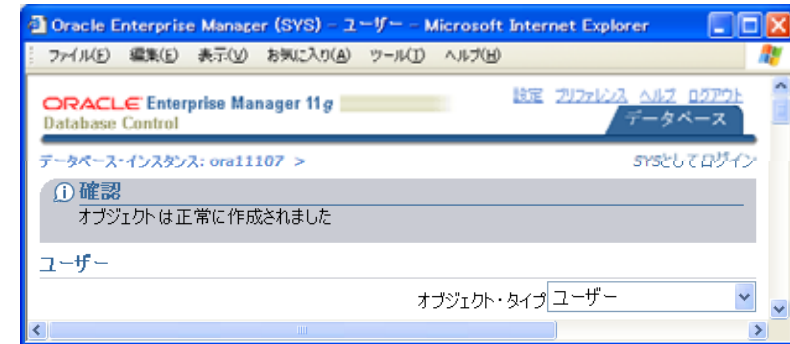 Oracle Enterprise Manager (SYS) - ユーザー - Microsoft Internet Explorer
ファイル(F) 編集(E) 表示(V) お気に入り(A) ツール(T) ヘルプ(H)
ORACLE Enterprise Manager 11g
Database Control
設定 プリファレンス ヘルプ ログアウト
データベース
データベース・インスタンス: ora11107 >
SYSとしてログイン
確認
オブジェクトは正常に作成されました
ユーザー
オブジェクト・タイプ ユーザー